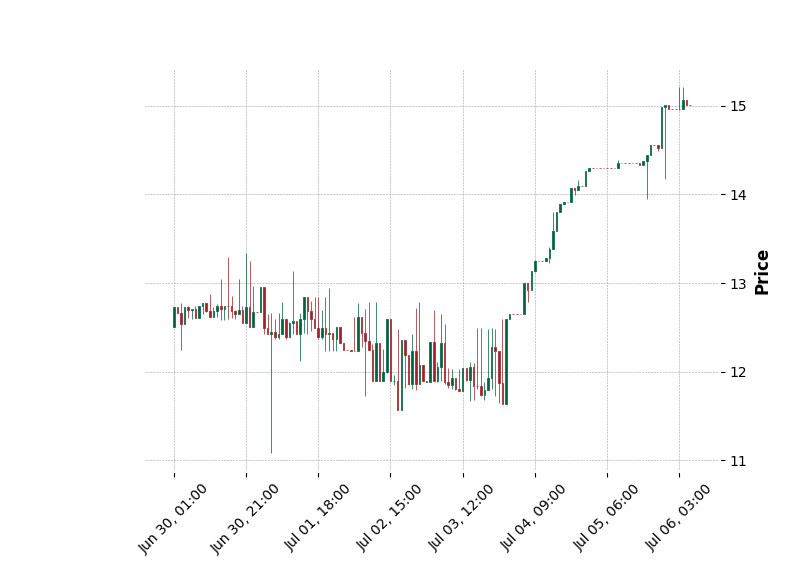 15
14
13
12
11
Price
Jun 30, 01:00
Jun 30, 21:00
Jul 01, 18:00
Jul 02, 15:00
Jul 03, 12:00
Jul 04, 09:00
Jul 05, 06:00
Jul 06, 03:00